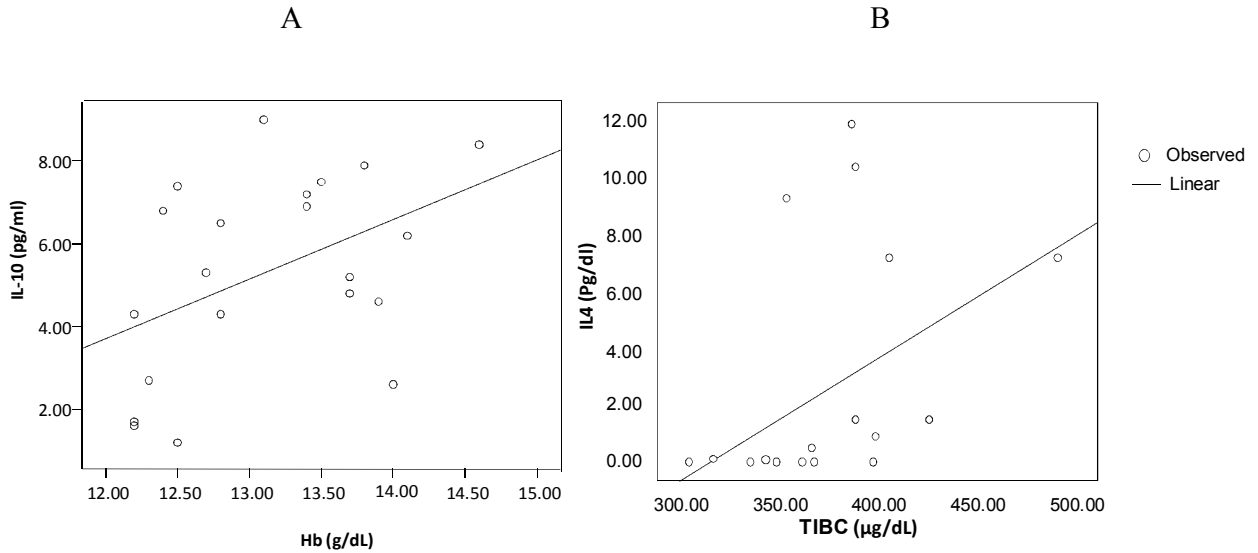 A
B
IL-10 (pg/ml)
8.00
6.00
4.00
2.00
12.00 12.50 13.00 13.50 14.00 14.50 15.00
Hb (g/dL)
IL4 (Pg/dl)
12.00
10.00
8.00
6.00
4.00
2.00
0.00
300.00 350.00 400.00 450.00 500.00
TIBC (µg/dL)
Observed
Linear